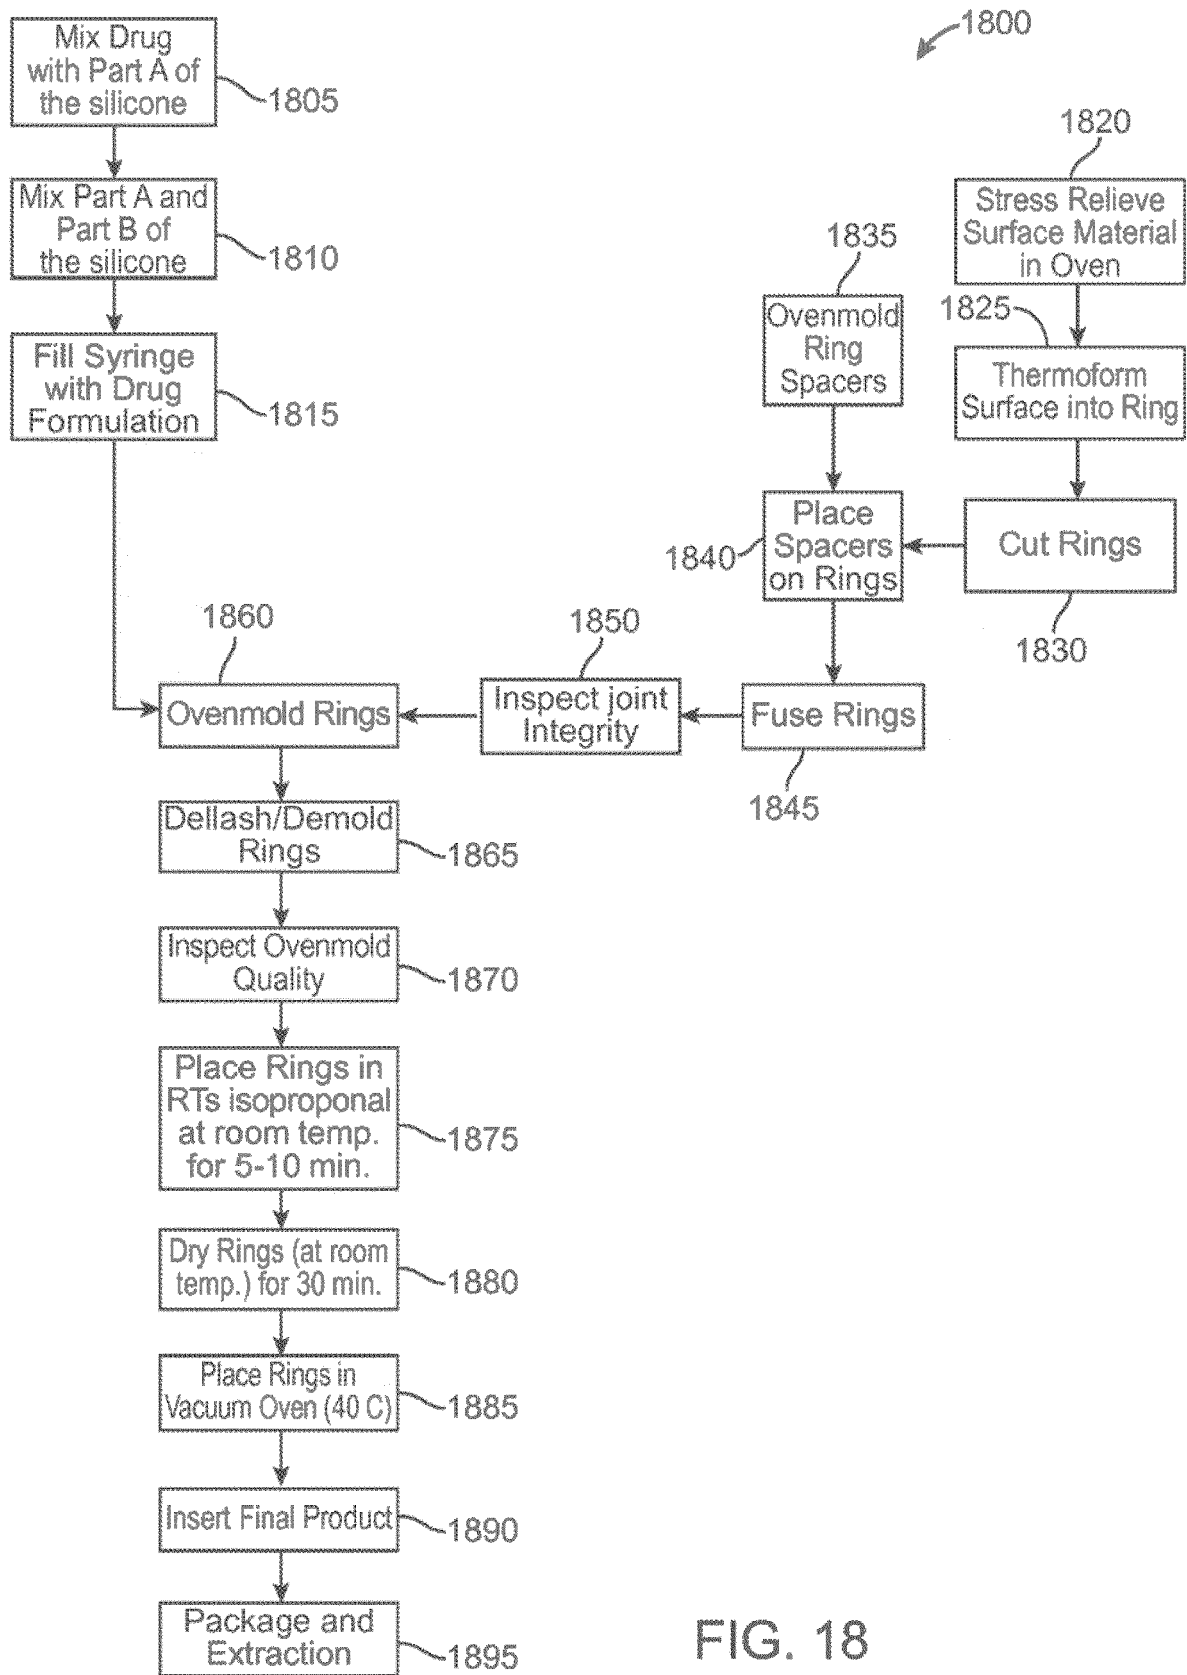 1800
Mix Drug
with Part A of
the silicone
1805
Mix Part A and
Part B of
the silicone
1810
Fill Syringe
with Drug
Formulation
1815
1820
Stress Relieve
Surface Material
in Oven
1825
Thermoform
Surface into Ring
1835
Ovenmold
Ring
Spacers
Cut Rings
1830
1840
Place
Spacers
on Rings
1845
Fuse Rings
1850
Inspect joint
Integrity
1860
Ovenmold Rings
Dellash/Demold
Rings
1865
Inspect Ovenmold
Quality
1870
Place Rings in
RTs isoproponal
at room temp.
for 5-10 min.
1875
Dry Rings (at room
temp.) for 30 min.
1880
Place Rings in
Vacuum Oven (40 C)
1885
Insert Final Product
1890
Package and
Extraction
1895
FIG. 18